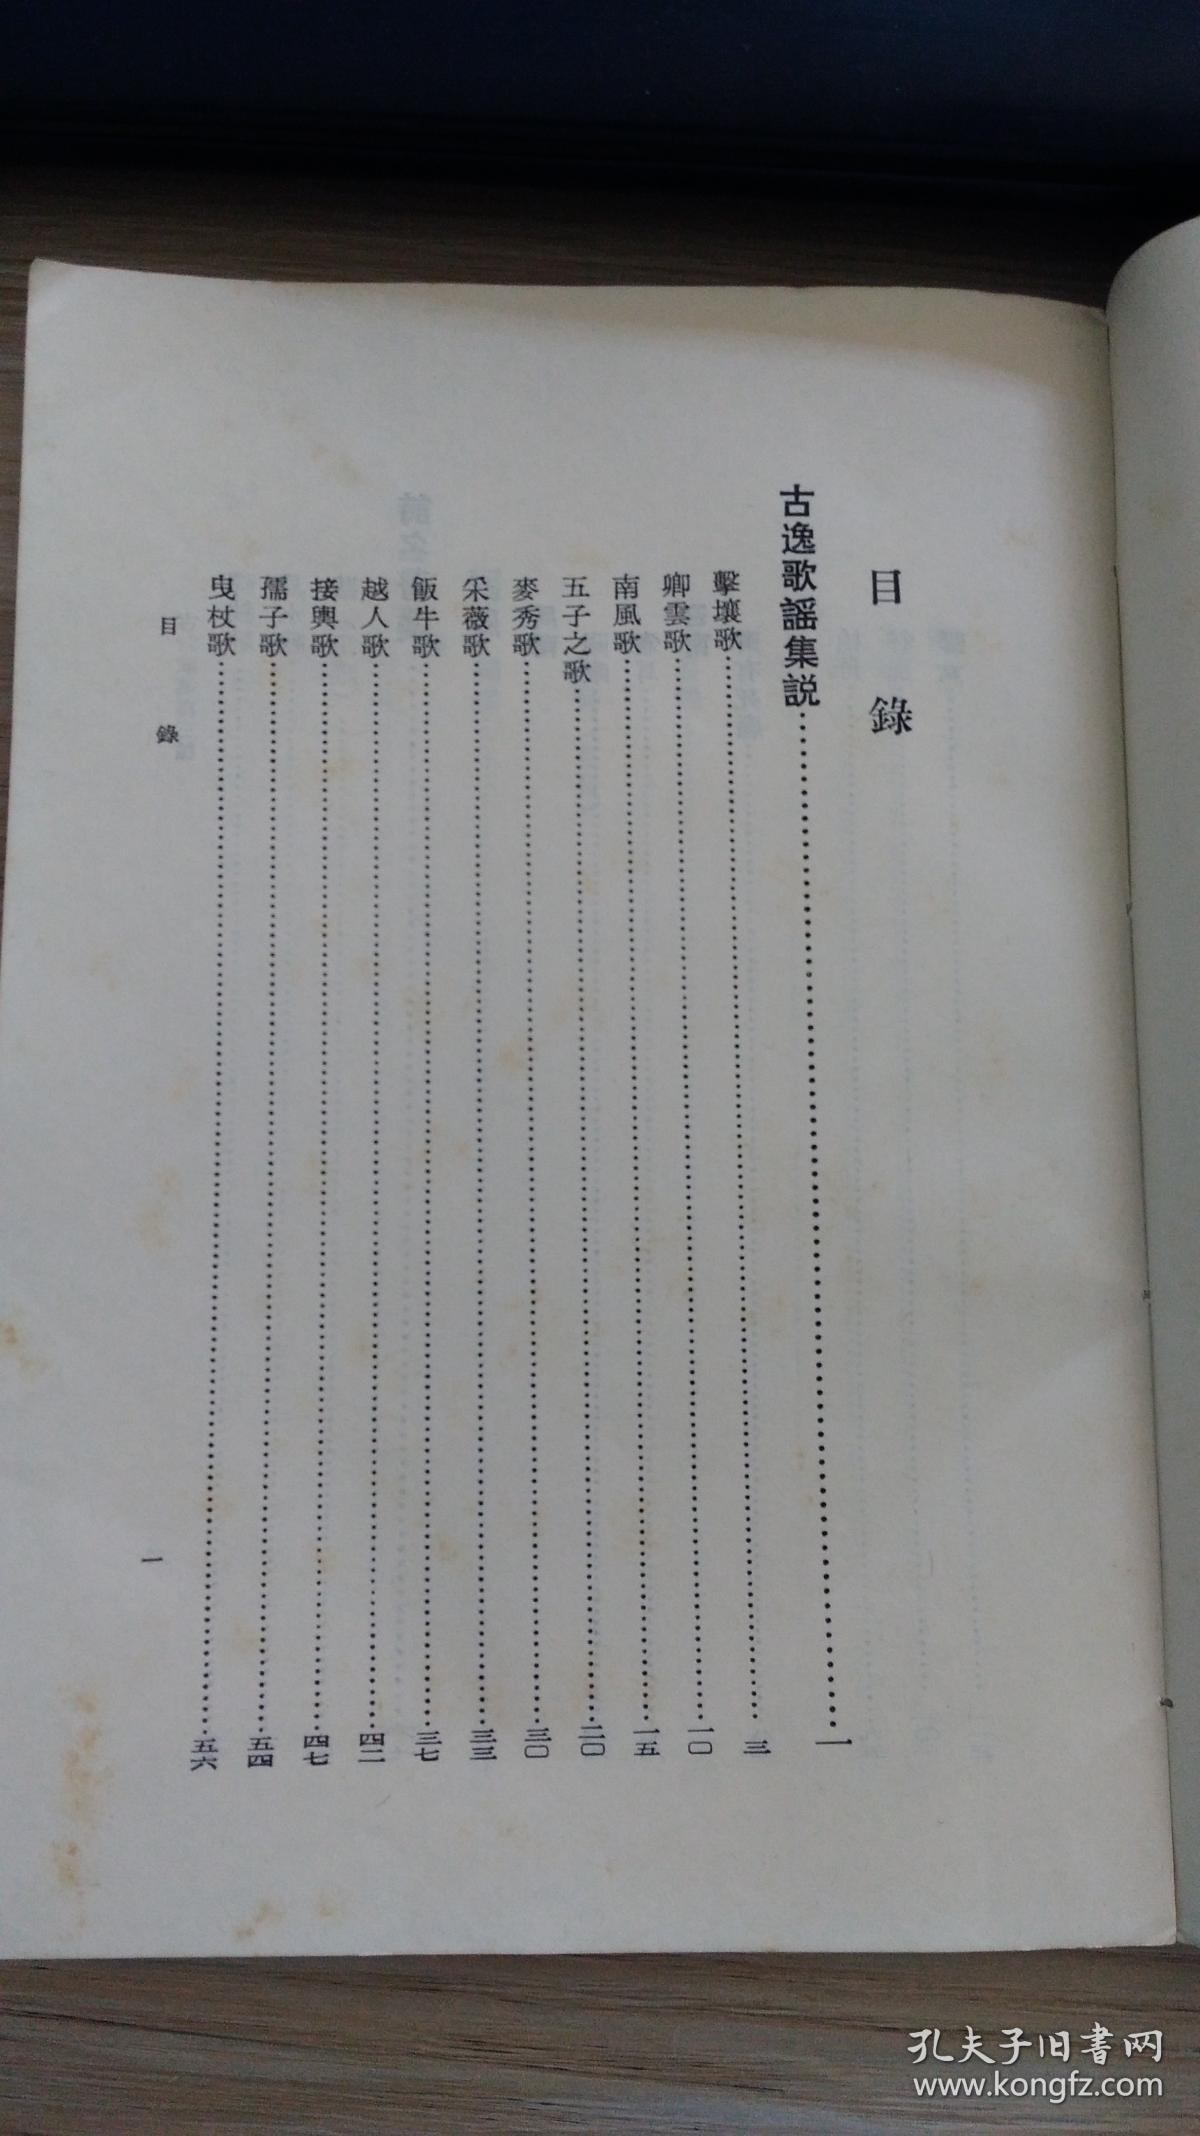 目錄
古逸歌謡集説……一
擊壤歌……三
卿雲歌……一〇
南風歌……一五
五子之歌……二〇
麥秀歌……三〇
采薇歌……三三
飯牛歌……三七
越人歌……四二
接輿歌……四七
孺子歌……五四
曳杖歌……五六
目錄
一
孔夫子旧书网
www.kongfz.com